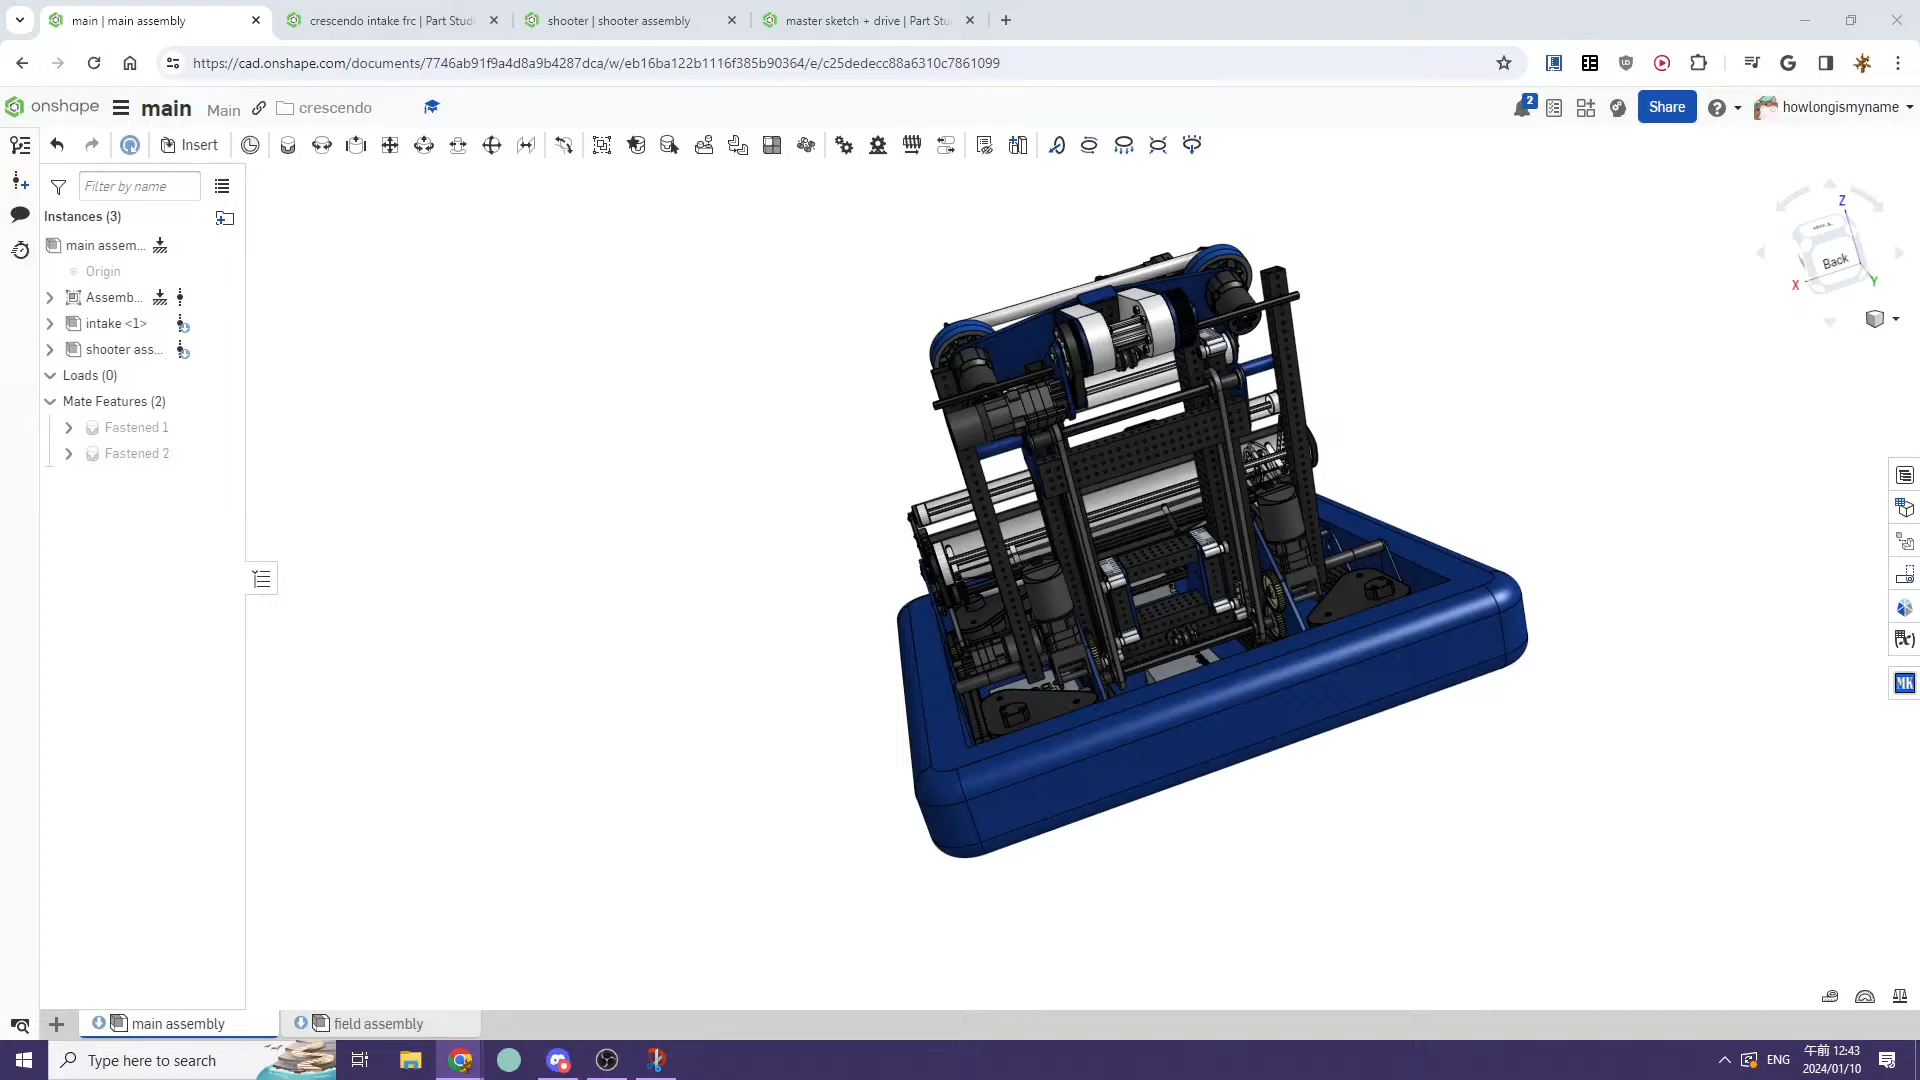 main | main assembly
crescendo intake frc | Part Studi
shooter | shooter assembly
master sketch + drive | Part Stu
https://cad.onshape.com/documents/7746ab91f9a4d8a9b4287dca/w/eb16ba122b1116f385b90364/e/c25dedecc88a6310c7861099
onshape
main
Main
crescendo
2
Share
howlongismyname
Insert
Filter by name
Instances (3)
main assem...
Origin
Assemb...
intake <1>
shooter ass...
Loads (0)
Mate Features (2)
Fastened 1
Fastened 2
Z
Top
Back
X
Y
(x)
MK
main assembly
field assembly
Type here to search
ENG
午前 12:43
2024/01/10